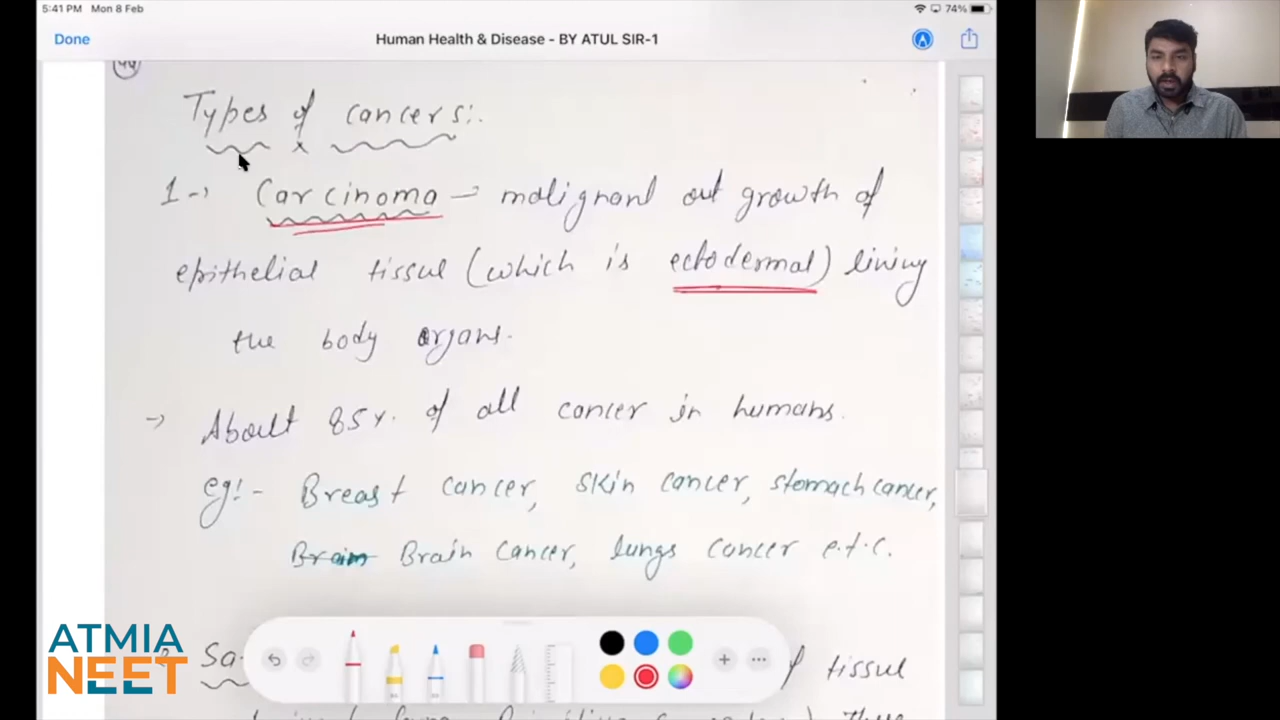 5:41 PM Mon 8 Feb
74%
Done
Human Health & Disease - BY ATUL SIR-1
Types of cancers:-
1→ Carcinoma → malignant out growth of
epithelial tissue (which is ectodermal) lining
the body organs.
→ About 85%. of all cancer in humans.
eg:- Breast cancer, skin cancer, stomach cancer,
Brain Brain cancer, lungs cancer e.t.c.
Sa
tissue
ATMIA
NEET